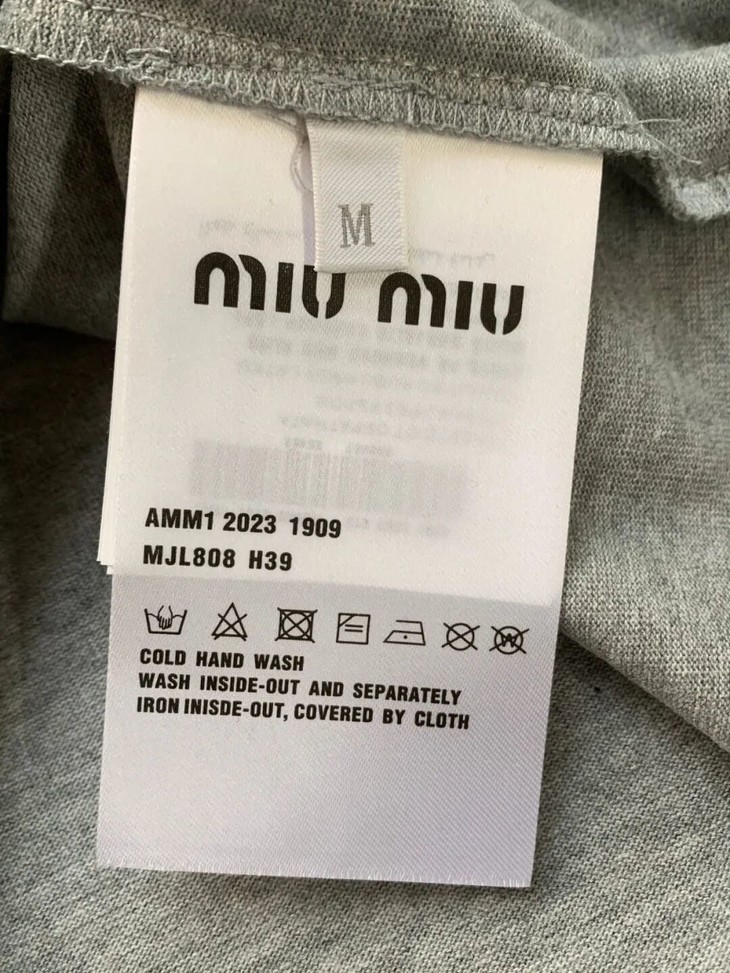 M
miu miu
AMM1 2023 1909
MJL808 H39
COLD HAND WASH
WASH INSIDE-OUT AND SEPARATELY
IRON INISDE-OUT, COVERED BY CLOTH